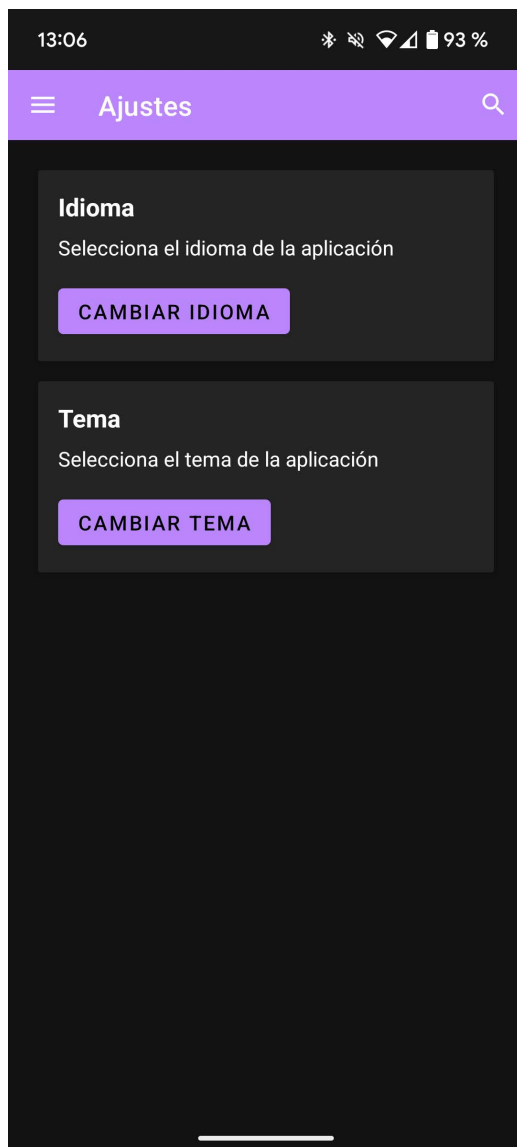 13:06 93 %
Ajustes
Idioma
Selecciona el idioma de la aplicación
CAMBIAR IDIOMA
Tema
Selecciona el tema de la aplicación
CAMBIAR TEMA